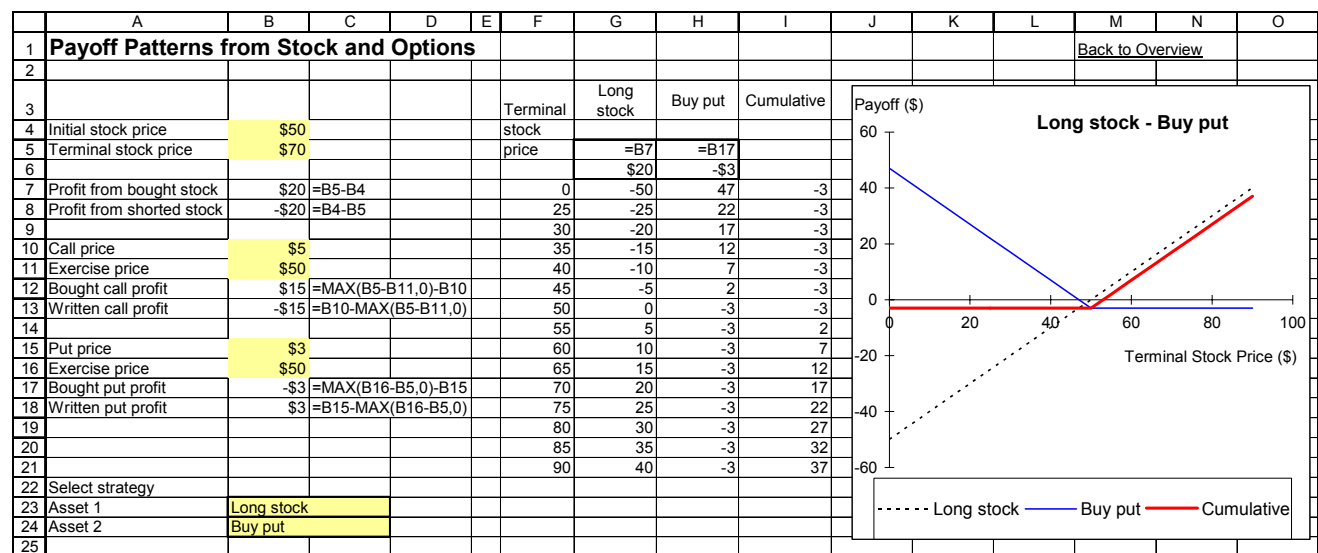 A B C D E F G H I J K L M N O
1 Payoff Patterns from Stock and Options Back to Overview
2
3 Terminal Long stock Buy put Cumulative
4 Initial stock price $50 stock
5 Terminal stock price $70 price =B7 =B17
6 $20 -$3
7 Profit from bought stock $20 =B5-B4 0 -50 47 -3
8 Profit from shorted stock -$20 =B4-B5 25 -25 22 -3
9 30 -20 17 -3
10 Call price $5 35 -15 12 -3
11 Exercise price $50 40 -10 7 -3
12 Bought call profit $15 =MAX(B5-B11,0)-B10 45 -5 2 -3
13 Written call profit -$15 =B10-MAX(B5-B11,0) 50 0 -3 -3
14 55 5 -3 2
15 Put price $3 60 10 -3 7
16 Exercise price $50 65 15 -3 12
17 Bought put profit -$3 =MAX(B16-B5,0)-B15 70 20 -3 17
18 Written put profit $3 =B15-MAX(B16-B5,0) 75 25 -3 22
19 80 30 -3 27
20 85 35 -3 32
21 90 40 -3 37
22 Select strategy
23 Asset 1 Long stock
24 Asset 2 Buy put
25
Payoff ($)
Long stock - Buy put
60
40
20
0
-20
-40
-60
0 20 40 60 80 100
Terminal Stock Price ($)
Long stock Buy put Cumulative